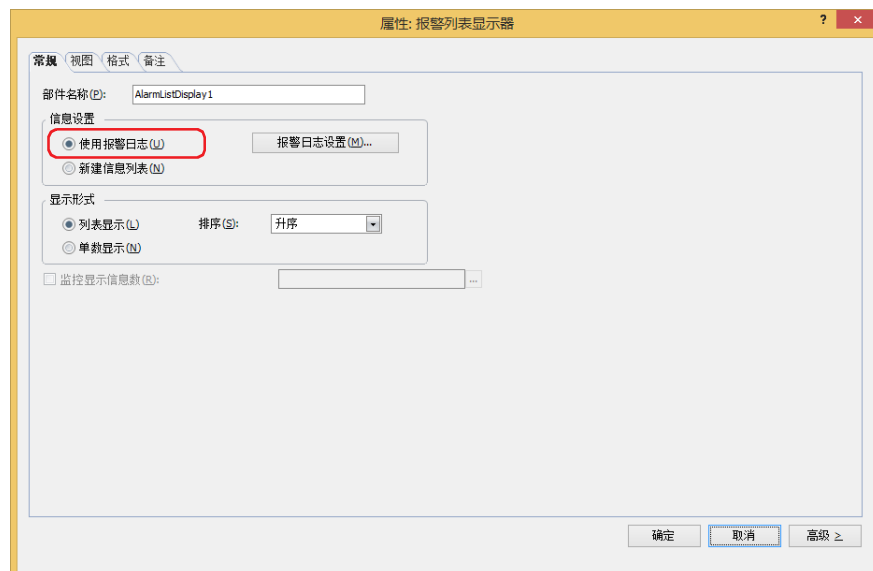 属性: 报警列表显示器
? ×
常规 视图 格式 备注
部件名称(P): AlarmListDisplay1
信息设置
使用报警日志(U) 报警日志设置(M)...
新建信息列表(N)
显示形式
列表显示(L) 排序(S): 升序
单数显示(N)
监控显示信息数(R): ...
确定 取消 高级 ≥